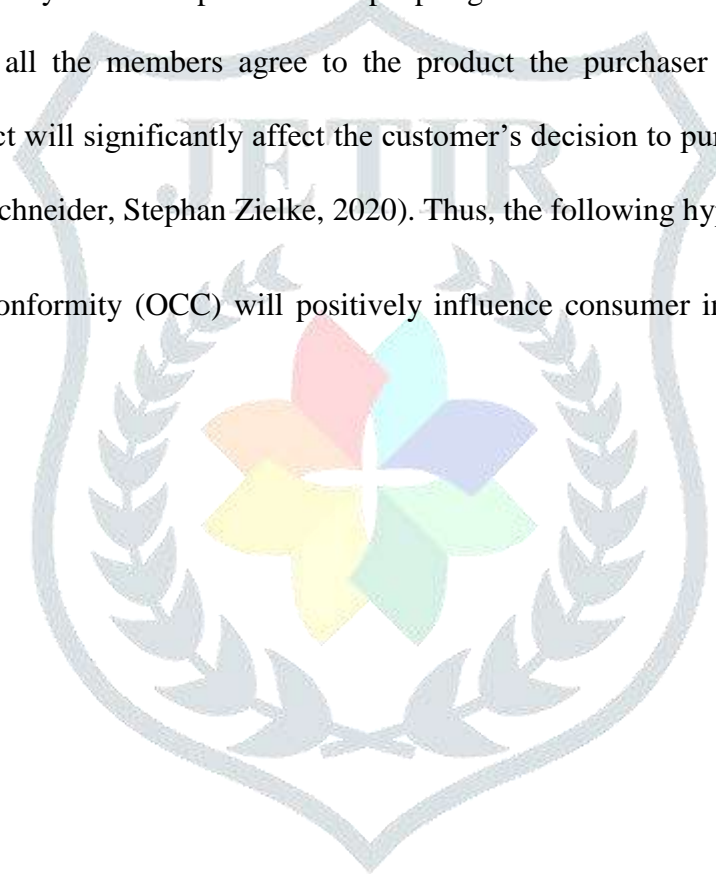 all the members agree to the product the purchaser
ct will significantly affect the customer's decision to pur
chneider, Stephan Zielke, 2020). Thus, the following hy
onformity (OCC) will positively influence consumer in
JETIR